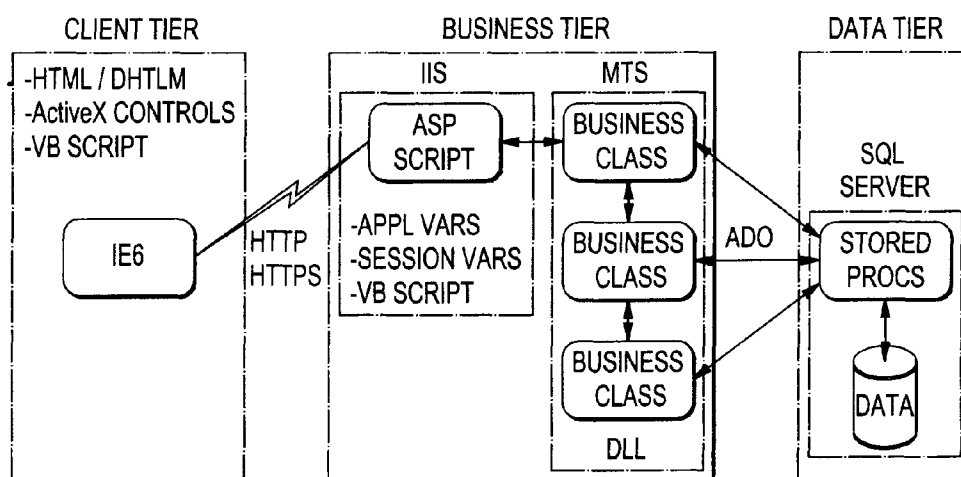 CLIENT TIER
-HTML / DHTLM
-ActiveX CONTROLS
-VB SCRIPT
IE6
HTTP
HTTPS
BUSINESS TIER
IIS
ASP
SCRIPT
-APPL VARS
-SESSION VARS
-VB SCRIPT
MTS
BUSINESS
CLASS
BUSINESS
CLASS
BUSINESS
CLASS
DLL
ADO
DATA TIER
SQL
SERVER
STORED
PROCS
DATA